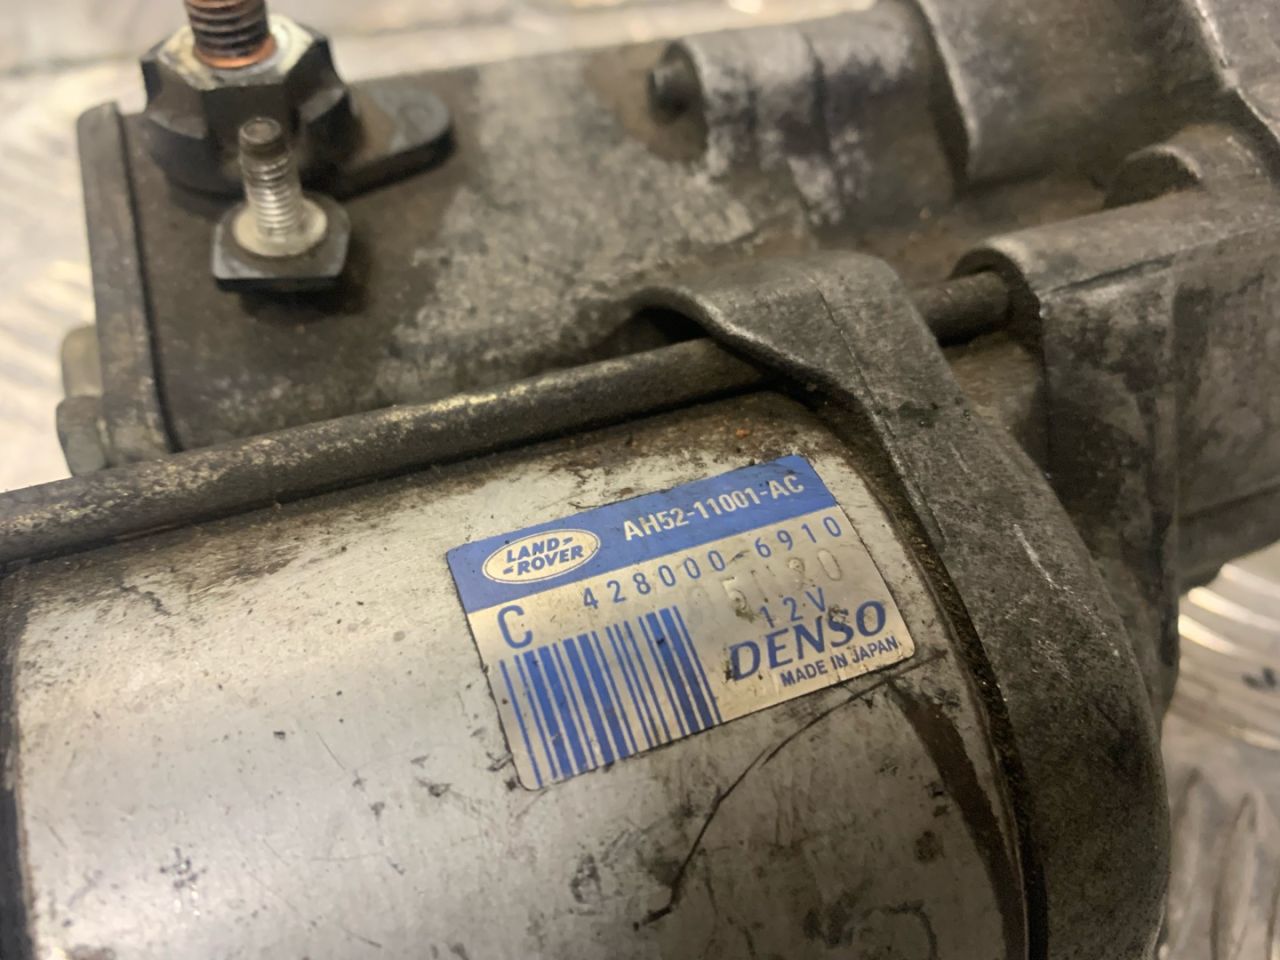 LAND-
-ROVER
AH52-11001-AC
C 428000-6910
12V
DENSO
MADE IN JAPAN